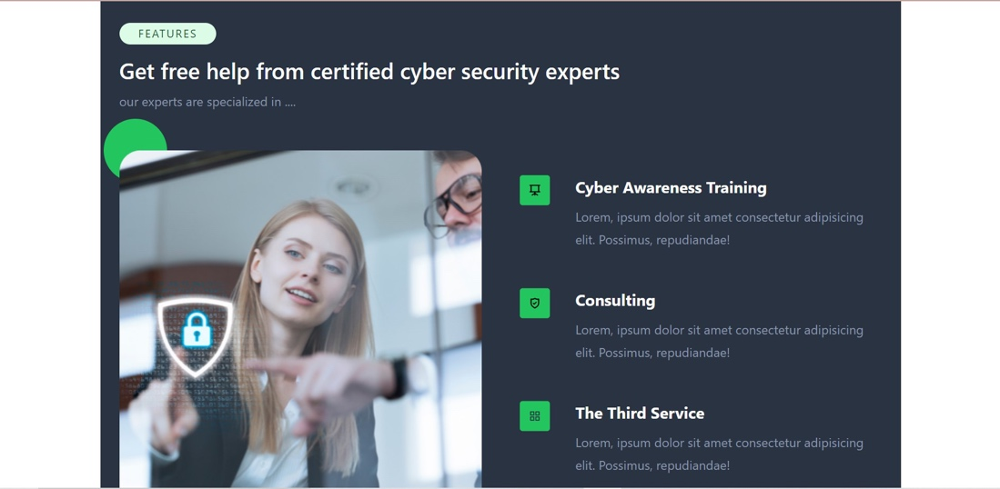 FEATURES
Get free help from certified cyber security experts
our experts are specialized in ....
Cyber Awareness Training
Lorem, ipsum dolor sit amet consectetur adipisicing
elit. Possimus, repudiandae!
Consulting
Lorem, ipsum dolor sit amet consectetur adipisicing
elit. Possimus, repudiandae!
The Third Service
Lorem, ipsum dolor sit amet consectetur adipisicing
elit. Possimus, repudiandae!